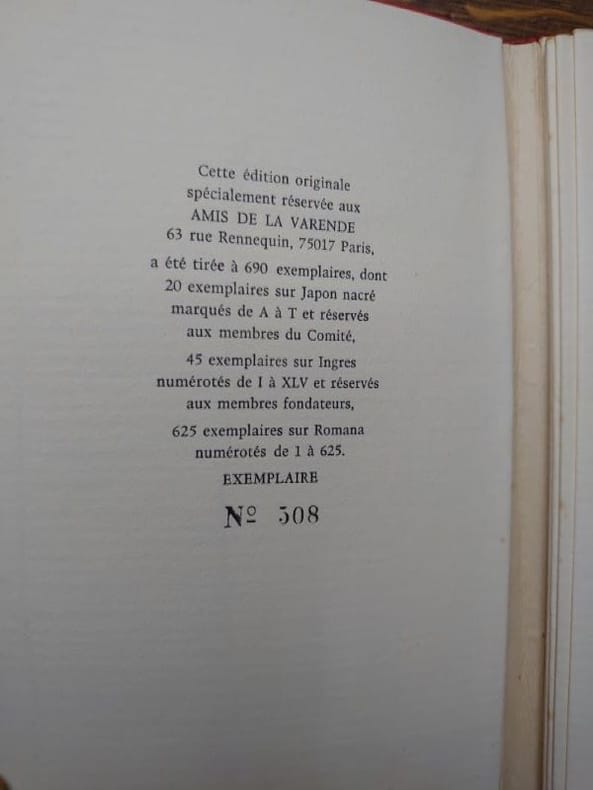 Cette édition originale
spécialement réservée aux
AMIS DE LA VARENDE
63 rue Rennequin, 75017 Paris,
a été tirée à 690 exemplaires, dont
20 exemplaires sur Japon nacré
marqués de A à T et réservés
aux membres du Comité,
45 exemplaires sur Ingres
numérotés de I à XLV et réservés
aux membres fondateurs,
625 exemplaires sur Romana
numérotés de 1 à 625.
EXEMPLAIRE
Nº 508